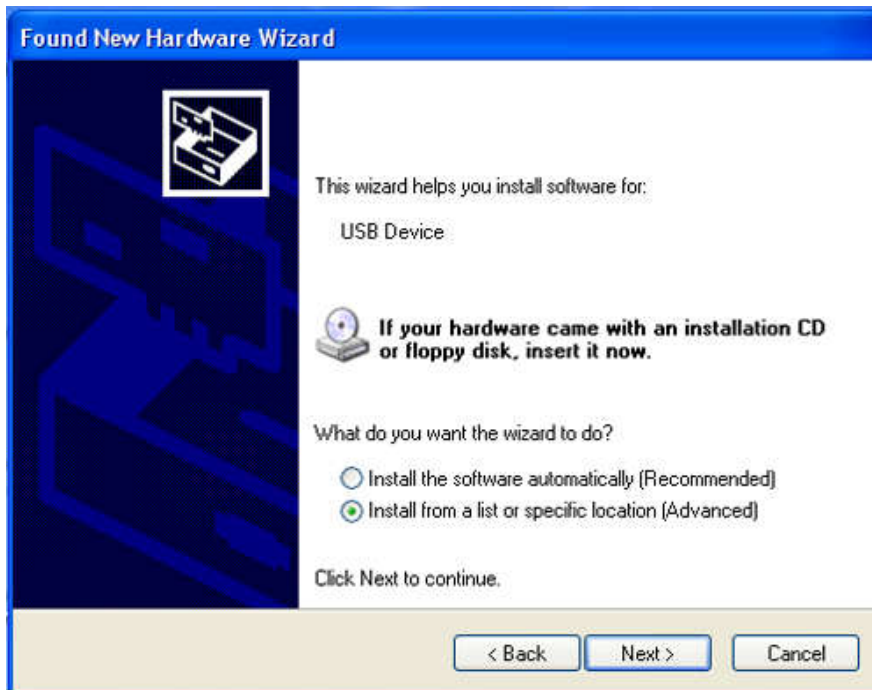 Found New Hardware Wizard
This wizard helps you install software for:
USB Device
If your hardware came with an installation CD
or floppy disk, insert it now.
What do you want the wizard to do?
Install the software automatically (Recommended)
Install from a list or specific location (Advanced)
Click Next to continue.
< Back Next > Cancel